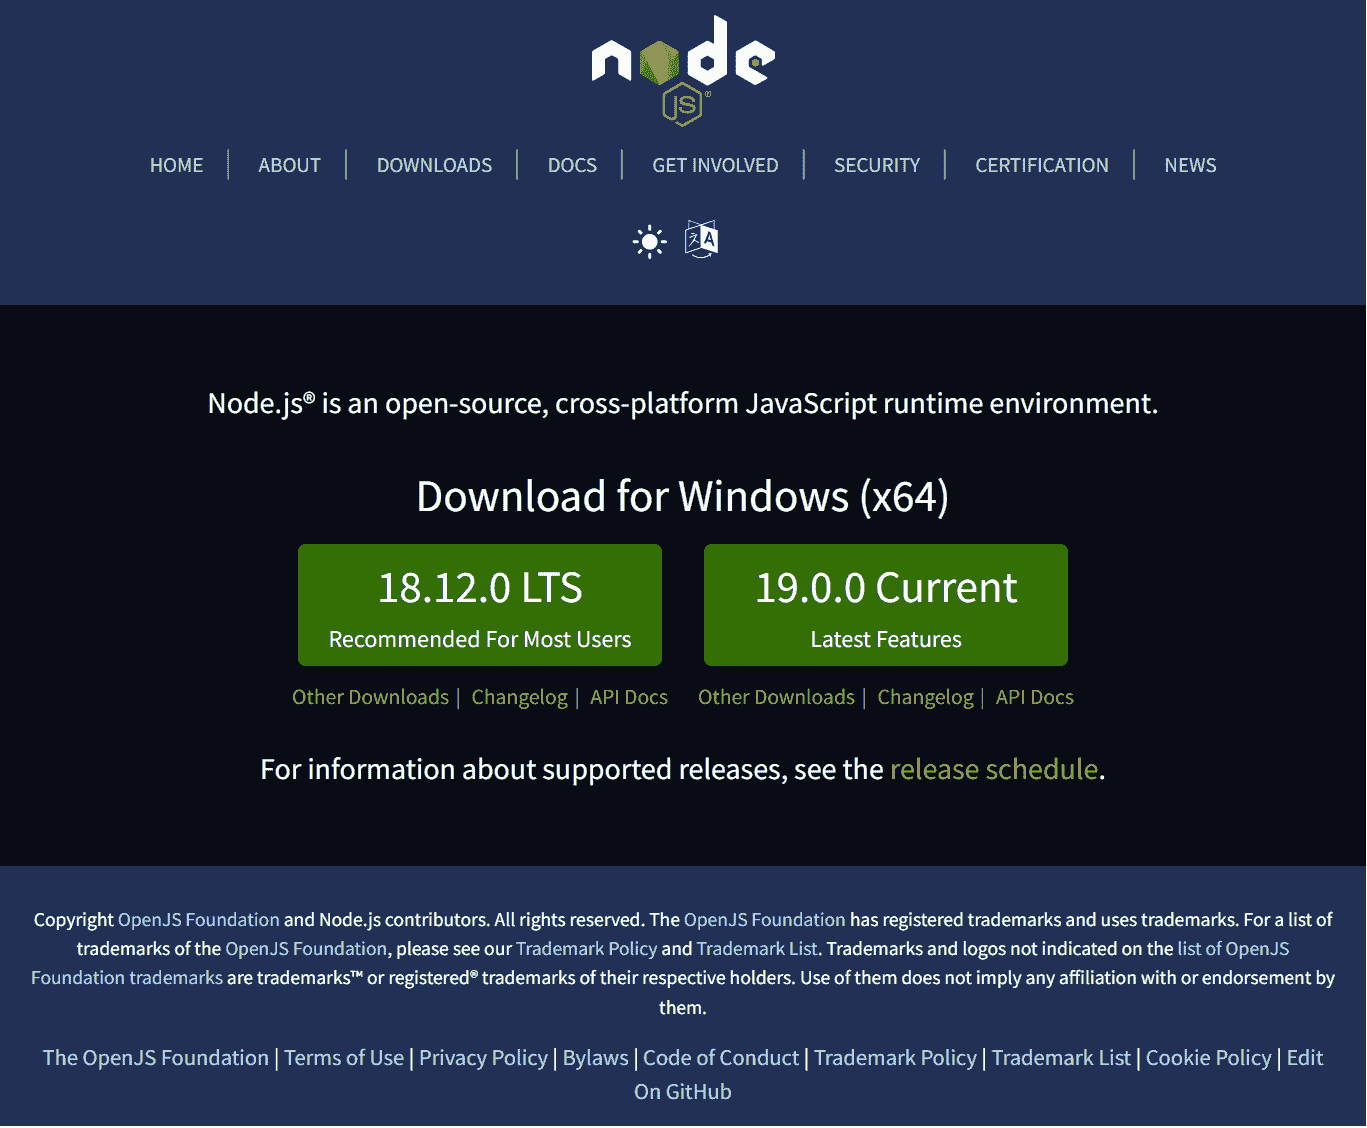 node
JS®
HOME | ABOUT | DOWNLOADS | DOCS | GET INVOLVED | SECURITY | CERTIFICATION | NEWS
A
Node.js® is an open-source, cross-platform JavaScript runtime environment.
Download for Windows (x64)
18.12.0 LTS
Recommended For Most Users
19.0.0 Current
Latest Features
Other Downloads | Changelog | API Docs
Other Downloads | Changelog | API Docs
For information about supported releases, see the release schedule.
Copyright OpenJS Foundation and Node.js contributors. All rights reserved. The OpenJS Foundation has registered trademarks and uses trademarks. For a list of
trademarks of the OpenJS Foundation, please see our Trademark Policy and Trademark List. Trademarks and logos not indicated on the list of OpenJS
Foundation trademarks are trademarks™ or registered® trademarks of their respective holders. Use of them does not imply any affiliation with or endorsement by
them.
The OpenJS Foundation | Terms of Use | Privacy Policy | Bylaws | Code of Conduct | Trademark Policy | Trademark List | Cookie Policy | Edit
On GitHub